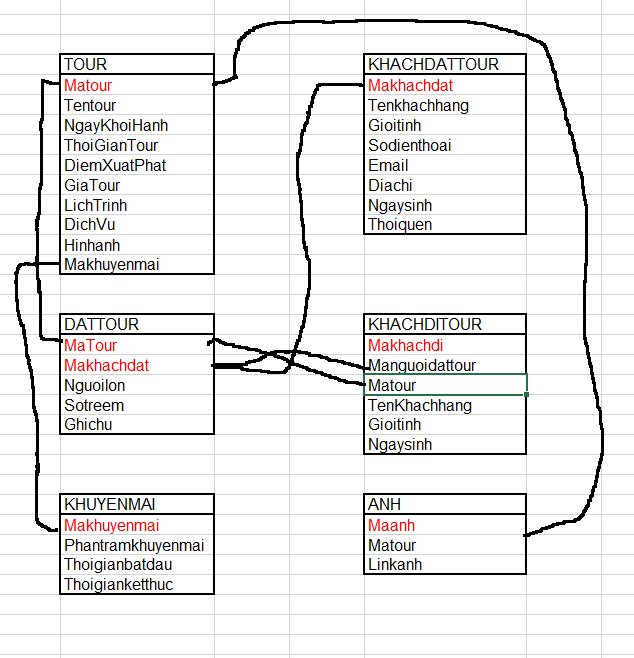 TOUR
Matour
Tentour
NgayKhoiHanh
ThoiGianTour
DiemXuatPhat
GiaTour
LichTrinh
DichVu
Hinhanh
Makhuyenmai
KHACHDATTOUR
Makhachdat
Tenkhachhang
Gioitinh
Sodienthoai
Email
Diachi
Ngaysinh
Thoiquen
DATTOUR
MaTour
Makhachdat
Nguoilon
Sotreem
Ghichu
KHACHDITOUR
Makhachdi
Manguoidattour
Matour
TenKhachhang
Gioitinh
Ngaysinh
KHUYENMAI
Makhuyenmai
Phantramkhuyenmai
Thoigianbatdau
Thoigianketthuc
ANH
Maanh
Matour
Linkanh